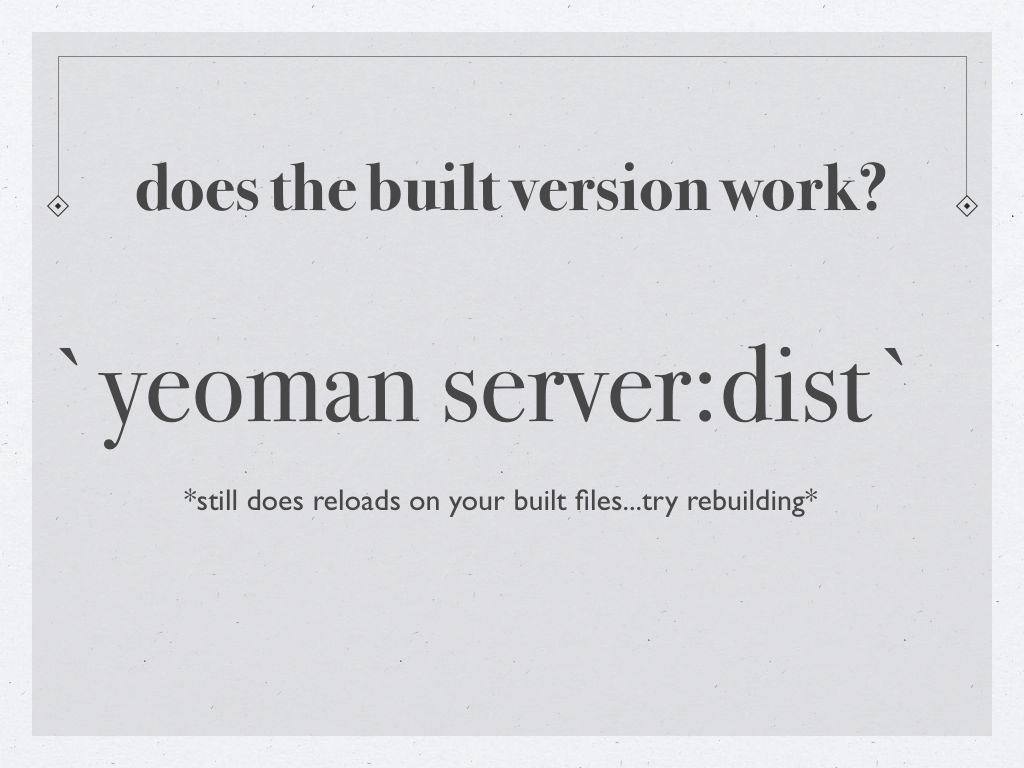 does the built version work?
`yeoman server:dist`
*still does reloads on your built files...try rebuilding*